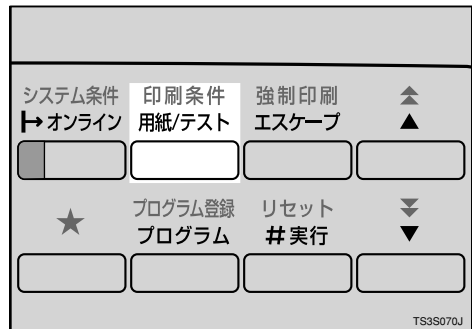 システム条件 印刷条件 強制印刷
オンライン 用紙/テスト エスケープ ▲
★ プログラム登録 リセット
プログラム #実行 ▼
TS3S070J